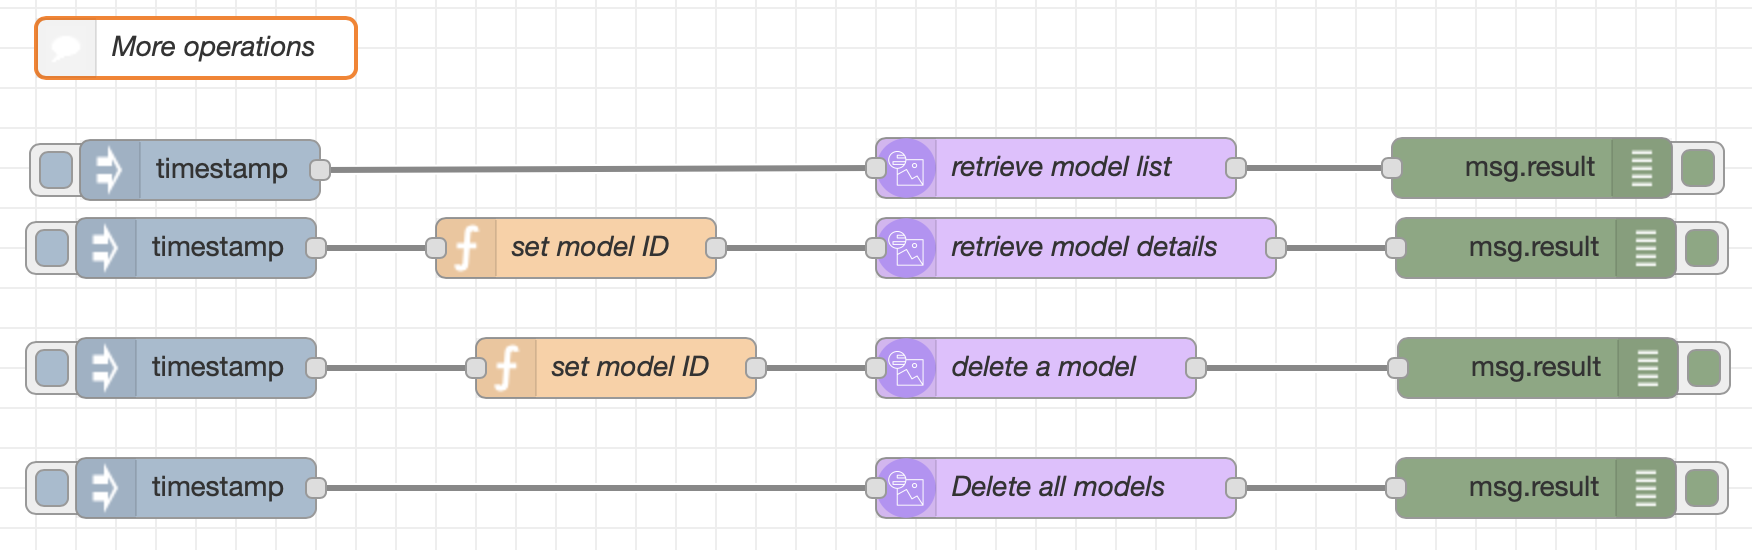 More operations
timestamp
retrieve model list
msg.result
timestamp
set model ID
retrieve model details
msg.result
timestamp
set model ID
delete a model
msg.result
timestamp
Delete all models
msg.result